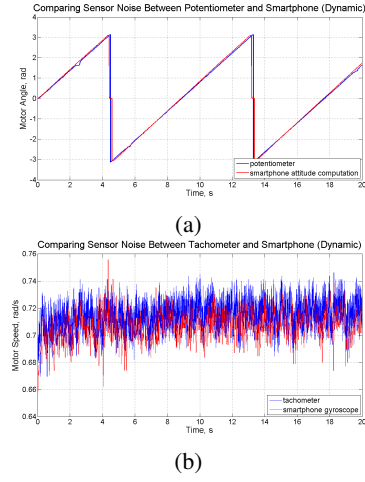 Comparing Sensor Noise Between Potentiometer and Smartphone (Dynamic)
4
3
2
1
0
-1
-2
-3
-4
Motor Angle, rad
potentiometer
smartphone attitude computation
0 2 4 6 8 10 12 14 16 18 20
Time, s
(a)
Comparing Sensor Noise Between Tachometer and Smartphone (Dynamic)
0.76
0.74
0.72
0.7
0.68
0.66
0.64
Motor Speed, rad/s
tachometer
smartphone gyroscope
0 2 4 6 8 10 12 14 16 18 20
Time, s
(b)